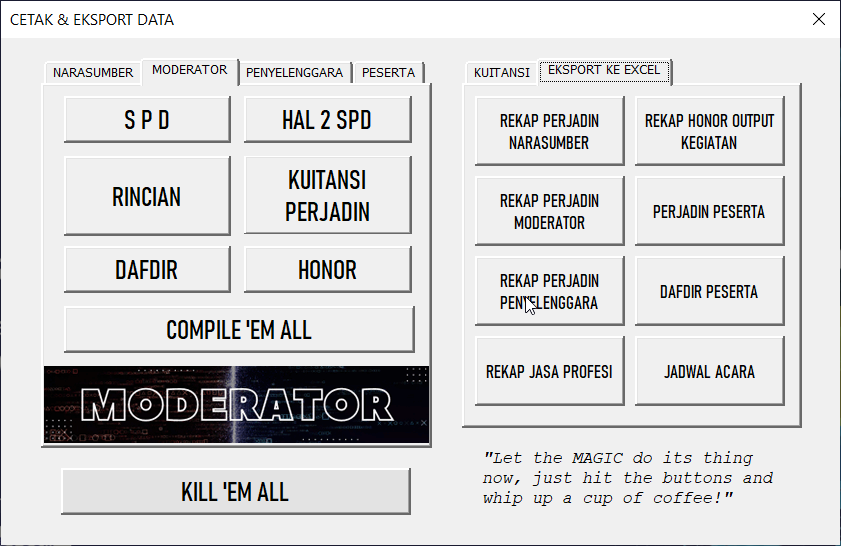 CETAK & EKSPORT DATA
NARASUMBER
MODERATOR
PENYELENGGARA
PESERTA
S P D
HAL 2 SPD
RINCIAN
KUITANSI
PERJADIN
DAFDIR
HONOR
COMPILE 'EM ALL
MODERATOR
KILL 'EM ALL
KUITANSI
EKSPORT KE EXCEL
REKAP PERJADIN
NARASUMBER
REKAP HONOR OUTPUT
KEGIATAN
REKAP PERJADIN
MODERATOR
PERJADIN PESERTA
REKAP PERJADIN
PENYELENGGARA
DAFDIR PESERTA
REKAP JASA PROFESI
JADWAL ACARA
"Let the MAGIC do its thing
now, just hit the buttons and
whip up a cup of coffee!"